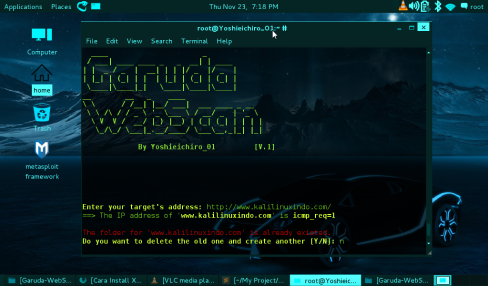 Applications Places Thu Nov 23, 7:18 PM root
root@Yoshieichiro_01:~ #
File Edit View Search Terminal Help
Computer
home
Trash
metasploit
framework
Garuda
WebScan
By Yoshieichiro_01 [V.1]
Enter your target's address: http://www.kalilinuxindo.com/
==> The IP address of 'www.kalilinuxindo.com' is icmp_req=1
The folder for 'www.kalilinuxindo.com' is already existed.
Do you want to delete the old one and create another [Y/N]: n
[Garuda-WebS... [Cara Install X... [VLC media pla... [~/My Project/... root@Yoshieic... [Garuda-WebS...